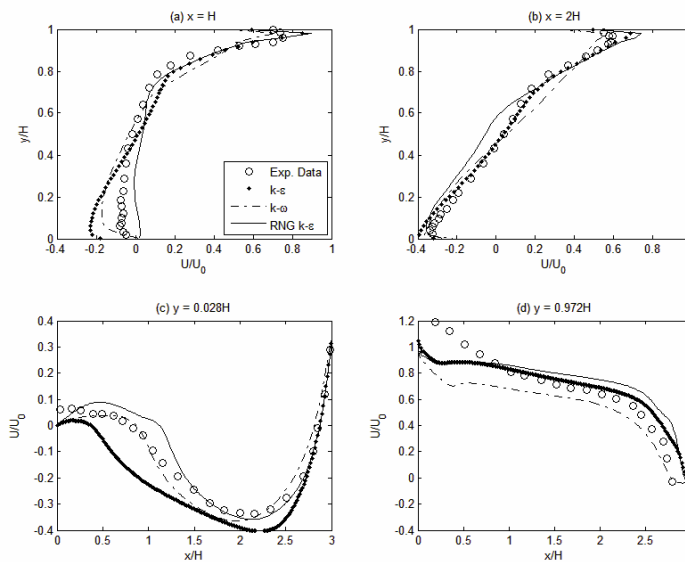 (a) x = H
1
0.8
0.6
0.4
0.2
0
y/H
-0.4 -0.2 0 0.2 0.4 0.6 0.8 1
U/U0
Exp. Data
k-ε
k-ω
RNG k-ε
(b) x = 2H
1
0.8
0.6
0.4
0.2
0
y/H
-0.4 -0.2 0 0.2 0.4 0.6 0.8 1
U/U0
(c) y = 0.028H
0.4
0.3
0.2
0.1
0
-0.1
-0.2
-0.3
-0.4
U/U0
0 0.5 1 1.5 2 2.5 3
x/H
(d) y = 0.972H
1.2
1
0.8
0.6
0.4
0.2
0
-0.2
-0.4
U/U0
0 0.5 1 1.5 2 2.5
x/H